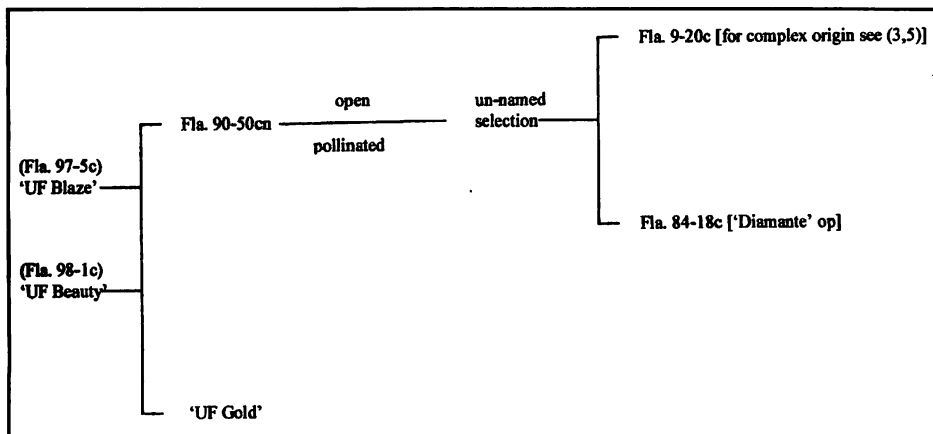 Fla. 9-20c [for complex origin see (3,5)]
open
un-named
Fla. 90-50cn
selection
pollinated
(Fla. 97-5c)
‘UF Blaze’
Fla. 84-18c [‘Diamante’ op]
(Fla. 98-1c)
‘UF Beauty’
‘UF Gold’